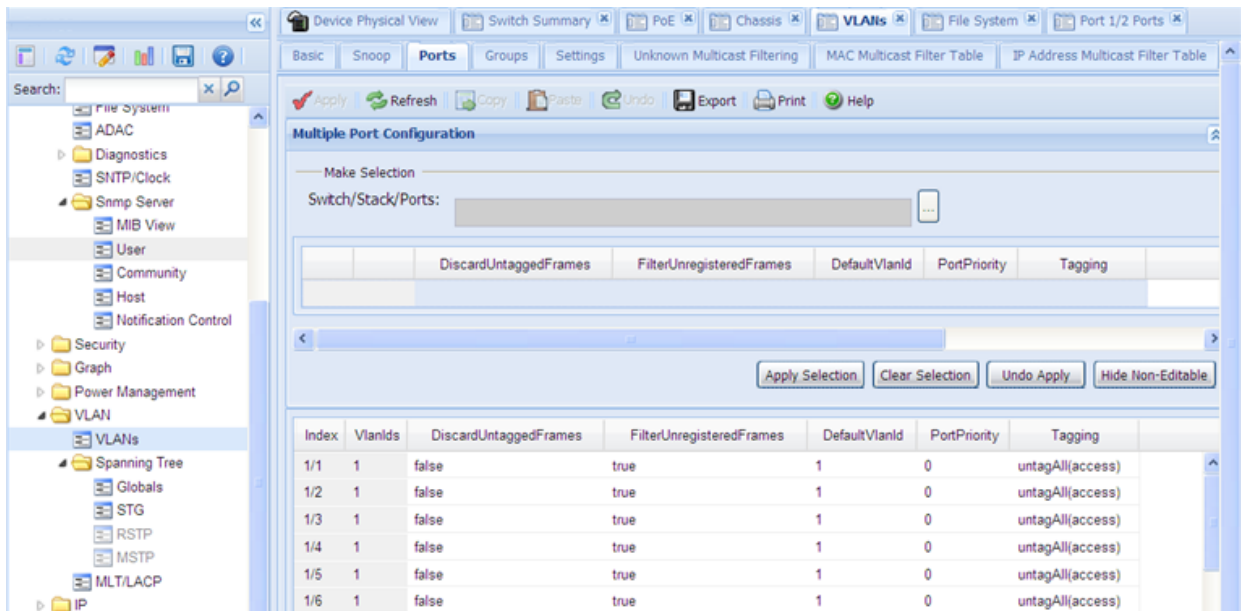 Device Physical View Switch Summary PoE Chassis VLANs File System Port 1/2 Ports
Basic Snoop Ports Groups Settings Unknown Multicast Filtering MAC Multicast Filter Table IP Address Multicast Filter Table
Search:
File System
ADAC
Diagnostics
SNTP/Clock
Snmp Server
MIB View
User
Community
Host
Notification Control
Security
Graph
Power Management
VLAN
VLANs
Spanning Tree
Globals
STG
RSTP
MSTP
MLT/LACP
IP
Apply Refresh Copy Paste Undo Export Print Help
Multiple Port Configuration
Make Selection
Switch/Stack/Ports: ...
DiscardUntaggedFrames FilterUnregisteredFrames DefaultVlanId PortPriority Tagging
Apply Selection Clear Selection Undo Apply Hide Non-Editable
Index VlanIds DiscardUntaggedFrames FilterUnregisteredFrames DefaultVlanId PortPriority Tagging
1/1 1 false true 1 0 untagAll(access)
1/2 1 false true 1 0 untagAll(access)
1/3 1 false true 1 0 untagAll(access)
1/4 1 false true 1 0 untagAll(access)
1/5 1 false true 1 0 untagAll(access)
1/6 1 false true 1 0 untagAll(access)